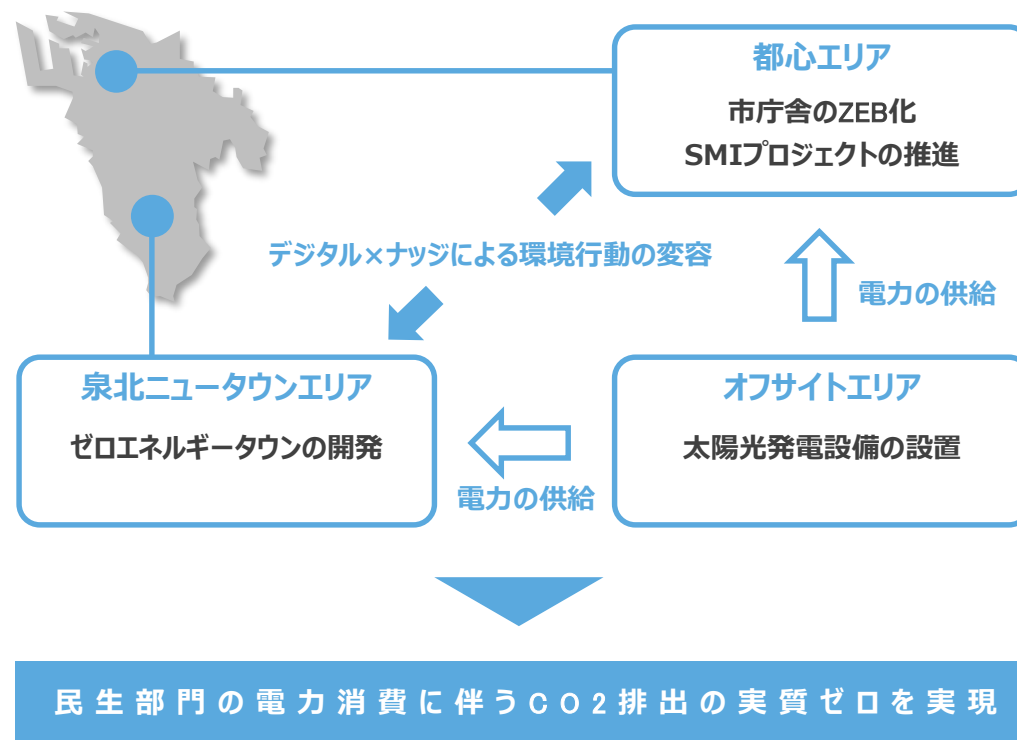 都心エリア
市庁舎のZEB化
SMIプロジェクトの推進
デジタル×ナッジによる環境行動の変容
電力の供給
泉北ニュータウンエリア
ゼロエネルギータウンの開発
電力の供給
オフサイトエリア
太陽光発電設備の設置
民生部門の電力消費に伴うCO2排出の実質ゼロを実現